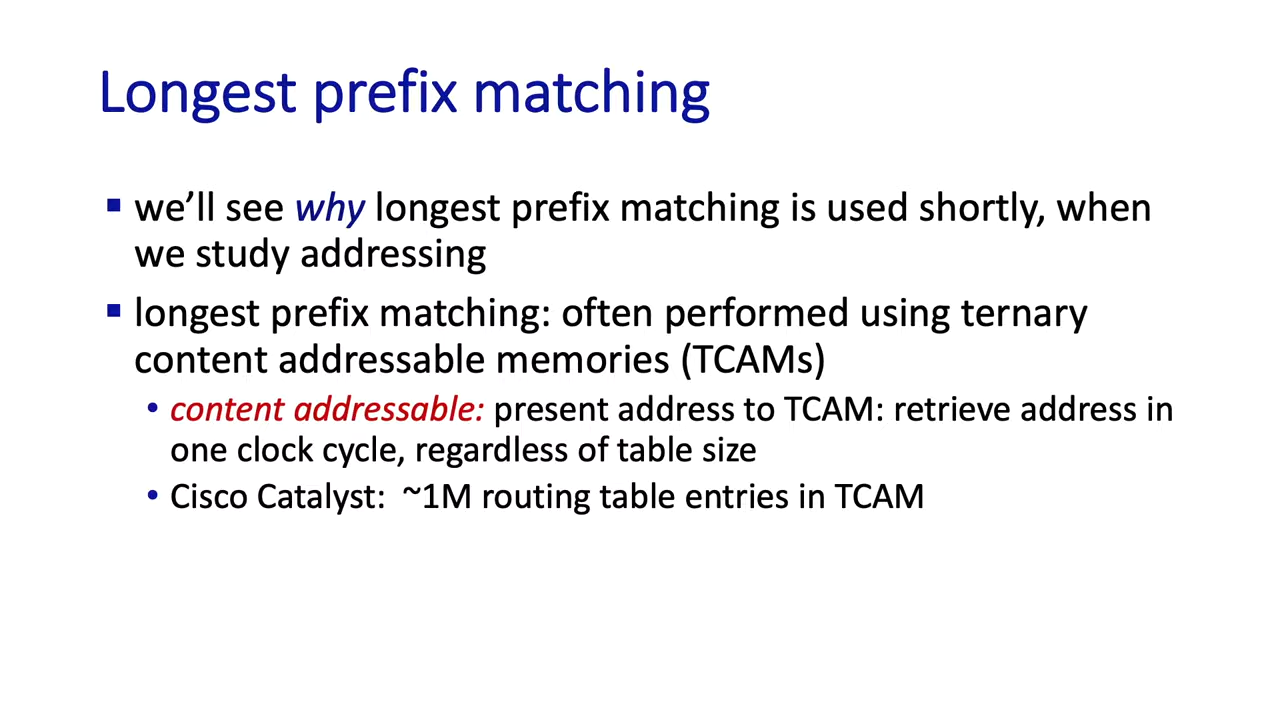 Longest prefix matching
▪ we’ll see why longest prefix matching is used shortly, when
we study addressing
▪ longest prefix matching: often performed using ternary
content addressable memories (TCAMs)
• content addressable: present address to TCAM: retrieve address in
one clock cycle, regardless of table size
• Cisco Catalyst: ~1M routing table entries in TCAM